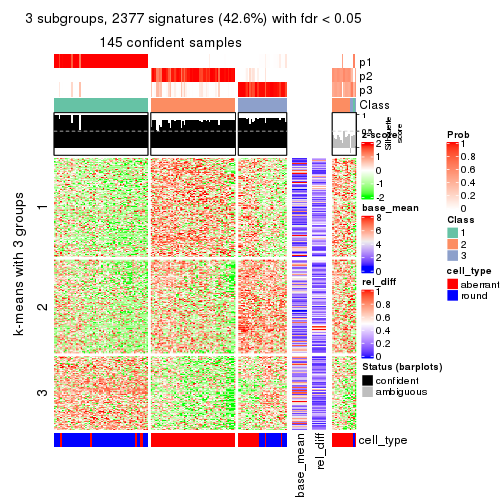 3 subgroups, 2377 signatures (42.6%) with fdr < 0.05
145 confident samples
p1
p2
p3
Class
1
0.5
Silhouette
score
k-means with 3 groups
1
2
3
cell_type
base_mean
rel_diff
z-score
2
1
0
-1
-2
base_mean
8
6
4
2
0
rel_diff
1
0.8
0.6
0.4
0.2
0
Status (barplots)
confident
ambiguous
Prob
1
0.8
0.6
0.4
0.2
0
Class
1
2
3
cell_type
aberrant
round